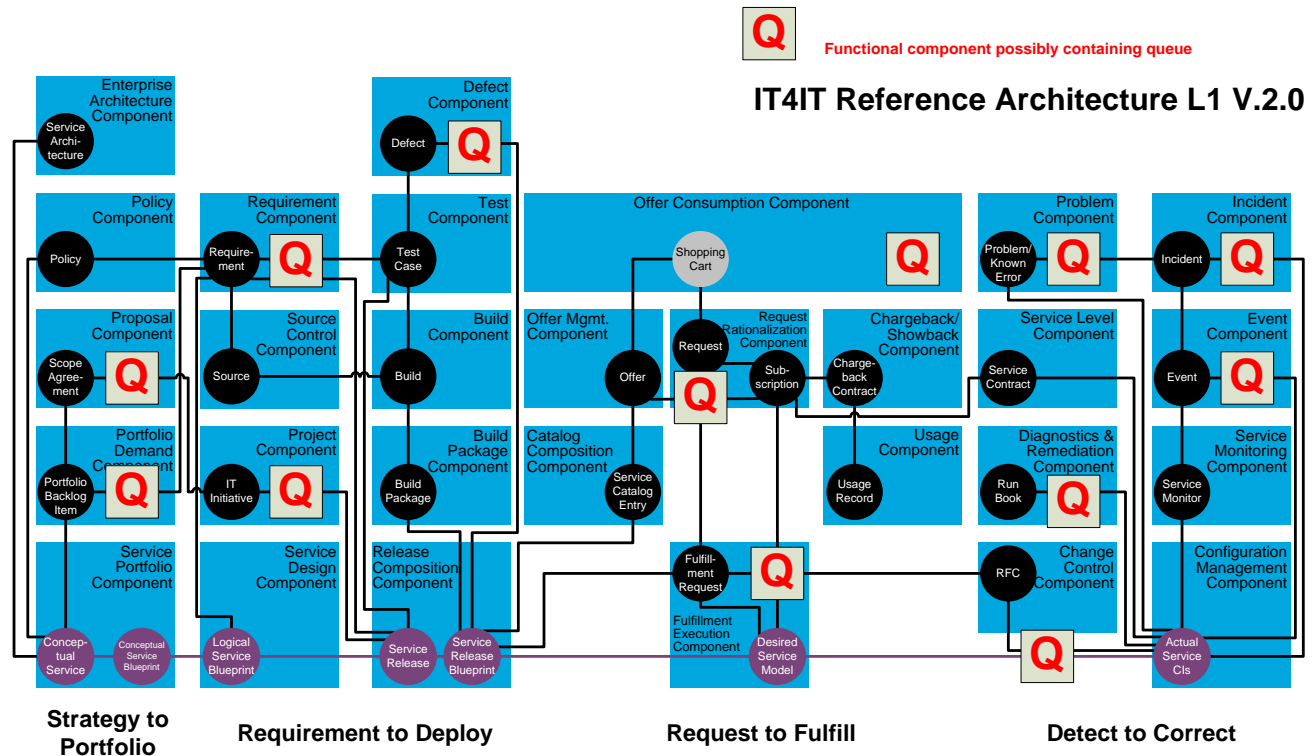 Q
Functional component possibly containing queue
IT4IT Reference Architecture L1 V.2.0
Enterprise
Architecture
Component
Service
Archi-
tecture
Defect
Component
Defect
Q
Policy
Component
Policy
Requirement
Component
Require-
ment
Q
Test
Component
Test
Case
Offer Consumption Component
Shopping
Cart
Q
Problem
Component
Problem/
Known
Error
Q
Incident
Component
Incident
Q
Proposal
Component
Scope
Agree-
ment
Q
Source
Control
Component
Source
Build
Component
Build
Offer Mgmt.
Component
Offer
Request
Rationalization
Component
Request
Q
Sub-
scription
Chargeback/
Showback
Component
Charge-
back
Contract
Service Level
Component
Service
Contract
Event
Component
Event
Q
Portfolio
Demand
Component
Portfolio
Backlog
Item
Q
Project
Component
IT
Initiative
Q
Build
Package
Component
Build
Package
Catalog
Composition
Component
Service
Catalog
Entry
Usage
Component
Usage
Record
Diagnostics &
Remediation
Component
Run
Book
Q
Service
Monitoring
Component
Service
Monitor
Service
Portfolio
Component
Concep-
tual
Service
Conceptual
Service
Blueprint
Service
Design
Component
Logical
Service
Blueprint
Release
Composition
Component
Service
Release
Service
Release
Blueprint
Fulfill-
ment
Request
Q
Fulfillment
Execution
Component
Desired
Service
Model
Change
Control
Component
RFC
Q
Configuration
Management
Component
Actual
Service
CIs
Strategy to
Portfolio
Requirement to Deploy
Request to Fulfill
Detect to Correct